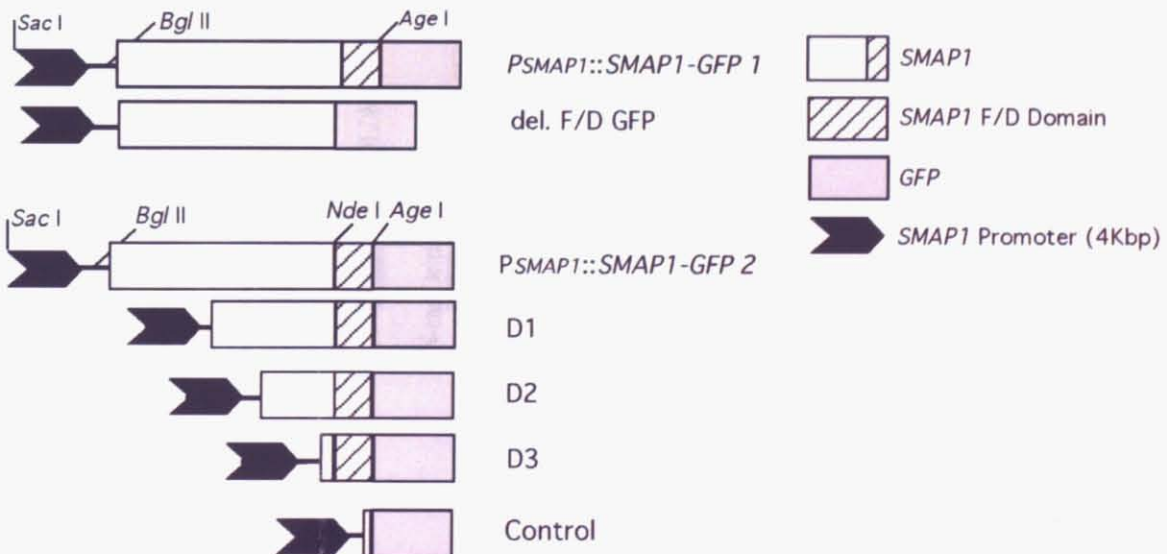 Sac I
Bgl II
Age I
PSMAP1::SMAP1-GFP 1
del. F/D GFP
Sac I
Bgl II
Nde I
Age I
PSMAP1::SMAP1-GFP 2
D1
D2
D3
Control
SMAP1
SMAP1 F/D Domain
GFP
SMAP1 Promoter (4Kbp)